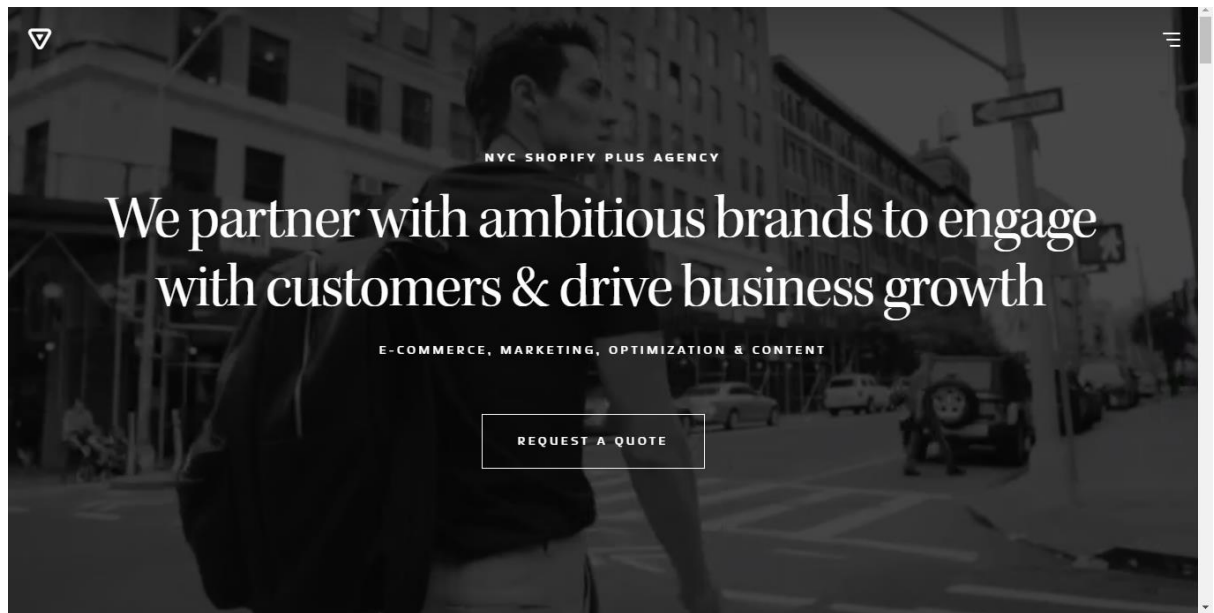 NYC SHOPIFY PLUS AGENCY
We partner with ambitious brands to engage
with customers & drive business growth
E-COMMERCE, MARKETING, OPTIMIZATION & CONTENT
REQUEST A QUOTE